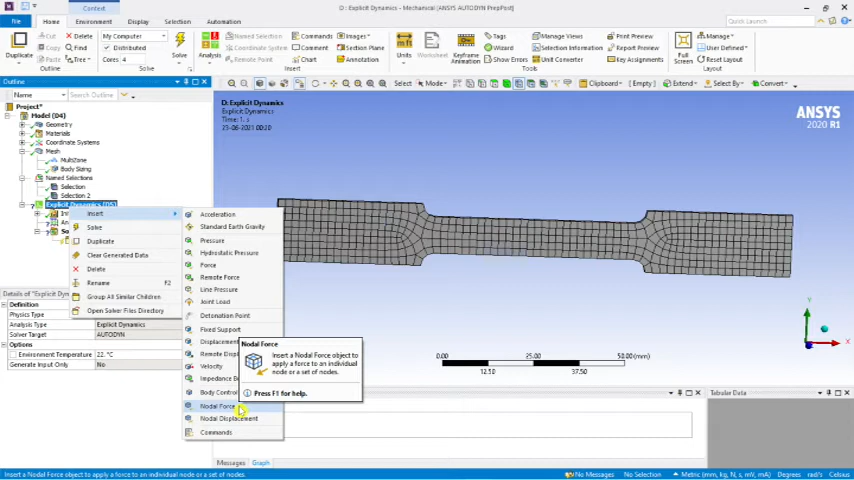 Context
D : Explicit Dynamics - Mechanical [ANSYS AUTODYN PrepPost]
File
Home
Environment
Display
Selection
Automation
Quick Launch
Duplicate
Cut
Delete
Copy
Find
Paste
Tree
Outline
My Computer
Distributed
Cores
4
Solve
Solve
Analysis
Named Selection
Coordinate System
Remote Point
Commands
Comment
Chart
Images
Section Plane
Annotation
Insert
Units
Worksheet
Keyframe
Animation
Tags
Wizard
Show Errors
Manage Views
Selection Information
Unit Converter
Print Preview
Report Preview
Key Assignments
Tools
Full
Screen
Manage
User Defined
Reset Layout
Layout
Outline
Name
Search Outline
Select
Mode
Clipboard
[ Empty ]
Extend
Select By
Convert
Project*
Model (D4)
Geometry
Materials
Coordinate Systems
Mesh
MultiZone
Body Sizing
Named Selections
Selection
Selection 2
Explicit Dynamics (D5)
Insert
Solve
Duplicate
Clear Generated Data
Delete
Rename
F2
Group All Similar Children
Open Solver Files Directory
Acceleration
Standard Earth Gravity
Pressure
Hydrostatic Pressure
Force
Remote Force
Line Pressure
Joint Load
Detonation Point
Fixed Support
Displacement
Remote Displ
Velocity
Impedance B
Body Control
Nodal Force
Nodal Displacement
Commands
Nodal Force
Insert a Nodal Force object to
apply a force to an individual
node or a set of nodes.
Press F1 for help.
Details of "Explicit Dynamics
Definition
Physics Type
Analysis Type
Explicit Dynamics
Solver Target
AUTODYN
Options
Environment Temperature
22. °C
Generate Input Only
No
D: Explicit Dynamics
Explicit Dynamics
Time: 1. s
ANSYS
2020 R1
0.00
25.00
50.00 (mm)
12.50
37.50
Y
X
Messages
Graph
Tabular Data
Insert a Nodal Force object to apply a force to an individual node or a set of nodes.
No Messages
No Selection
Metric (mm, kg, N, s, mV, mA)
Degrees
rad/s
Celsius